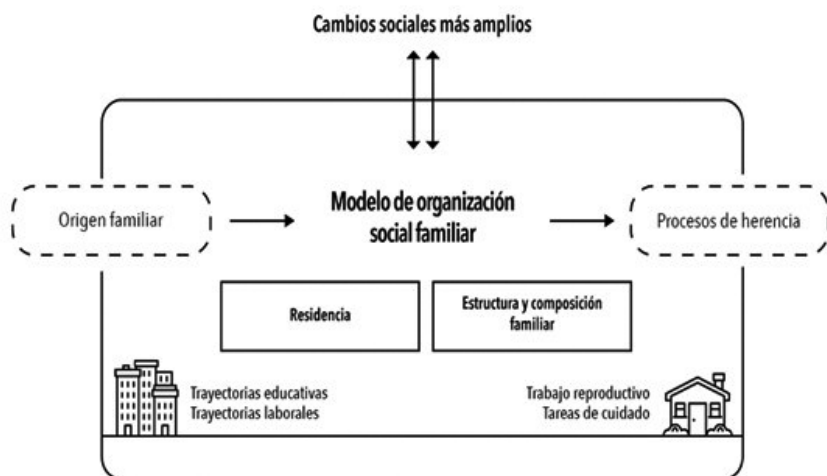 Cambios sociales más amplios
Origen familiar
Modelo de organización
social familiar
Procesos de herencia
Residencia
Estructura y composición
familiar
Trayectorias educativas
Trayectorias laborales
Trabajo reproductivo
Tareas de cuidado